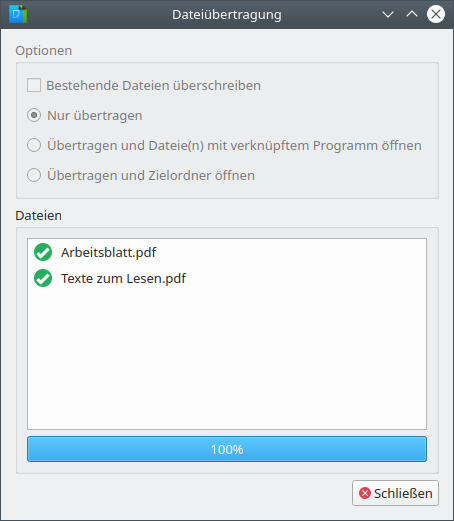 Dateiübertragung
Optionen
Bestehende Dateien überschreiben
Nur übertragen
Übertragen und Dateie(n) mit verknüpftem Programm öffnen
Übertragen und Zielordner öffnen
Dateien
Arbeitsblatt.pdf
Texte zum Lesen.pdf
100%
Schließen